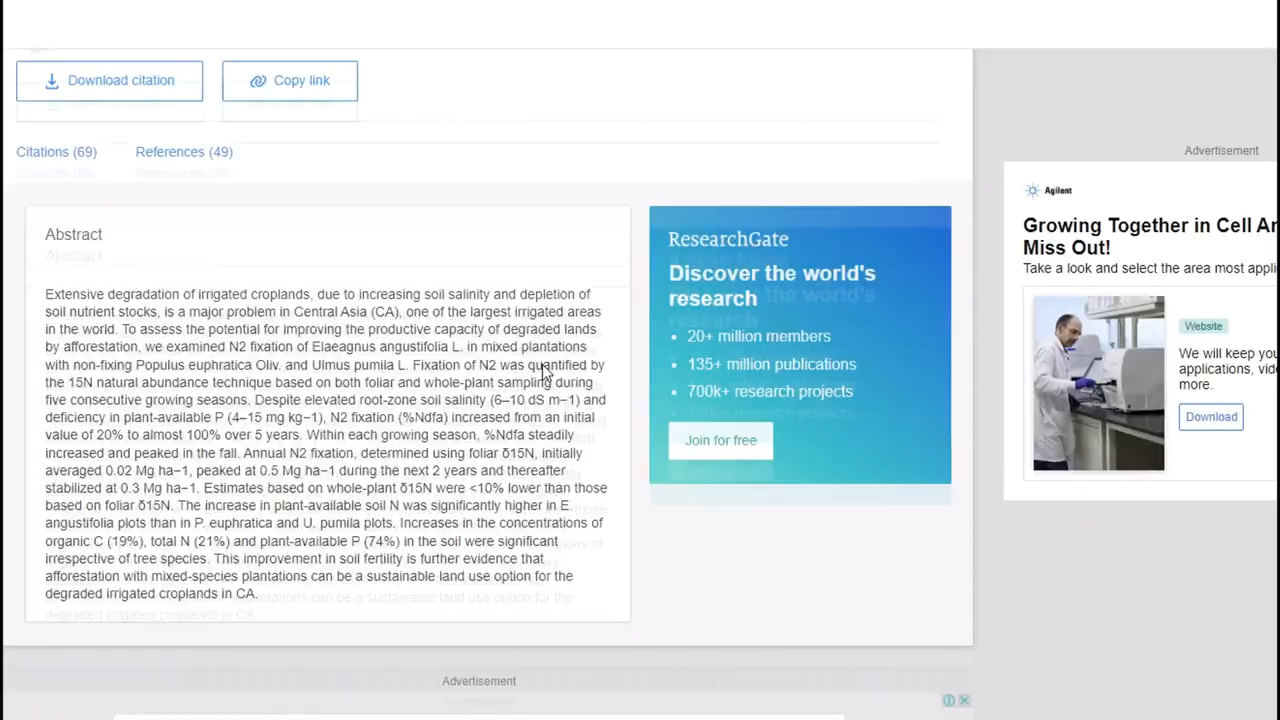 Download citation
Copy link
Citations (69)
References (49)
Abstract
Extensive degradation of irrigated croplands, due to increasing soil salinity and depletion of
soil nutrient stocks, is a major problem in Central Asia (CA), one of the largest irrigated areas
in the world. To assess the potential for improving the productive capacity of degraded lands
by afforestation, we examined N2 fixation of Elaeagnus angustifolia L. in mixed plantations
with non-fixing Populus euphratica Oliv. and Ulmus pumila L. Fixation of N2 was quantified by
the 15N natural abundance technique based on both foliar and whole-plant sampling during
five consecutive growing seasons. Despite elevated root-zone soil salinity (6–10 dS m−1) and
deficiency in plant-available P (4–15 mg kg−1), N2 fixation (%Ndfa) increased from an initial
value of 20% to almost 100% over 5 years. Within each growing season, %Ndfa steadily
increased and peaked in the fall. Annual N2 fixation, determined using foliar δ15N, initially
averaged 0.02 Mg ha−1, peaked at 0.5 Mg ha−1 during the next 2 years and thereafter
stabilized at 0.3 Mg ha−1. Estimates based on whole-plant δ15N were <10% lower than those
based on foliar δ15N. The increase in plant-available soil N was significantly higher in E.
angustifolia plots than in P. euphratica and U. pumila plots. Increases in the concentrations of
organic C (19%), total N (21%) and plant-available P (74%) in the soil were significant
irrespective of tree species. This improvement in soil fertility is further evidence that
afforestation with mixed-species plantations can be a sustainable land use option for the
degraded irrigated croplands in CA.
ResearchGate
Discover the world's
research
• 20+ million members
• 135+ million publications
• 700k+ research projects
Join for free
Advertisement
Agilent
Growing Together in Cell An
Miss Out!
Take a look and select the area most appli
Website
We will keep you
applications, vide
more.
Download
Advertisement